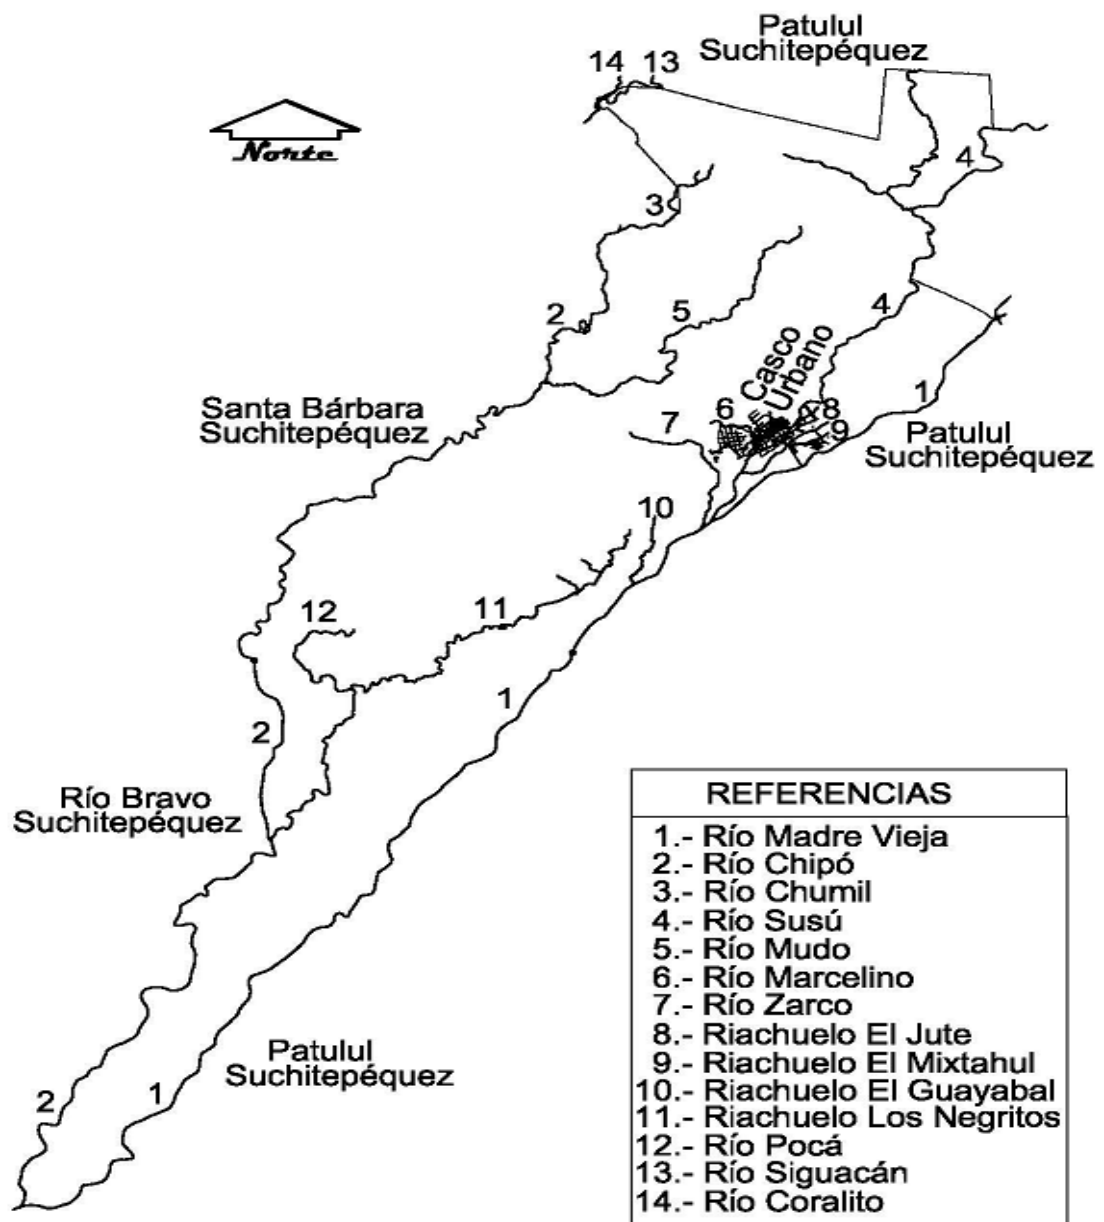 Patulul
Suchitepéquez
14 13
Norte
4
3
2
5
4
Casco
Urbano
1
Santa Bárbara
Suchitepéquez
7
6
8
9
Patulul
Suchitepéquez
10
12
11
1
2
Río Bravo
Suchitepéquez
Patulul
Suchitepéquez
2
1
REFERENCIAS
1.- Río Madre Vieja
2.- Río Chipó
3.- Río Chumil
4.- Río Susú
5.- Río Mudo
6.- Río Marcelino
7.- Río Zarco
8.- Riachuelo El Jute
9.- Riachuelo El Mixtahul
10.- Riachuelo El Guayabal
11.- Riachuelo Los Negritos
12.- Río Pocá
13.- Río Siguacán
14.- Río Coralito